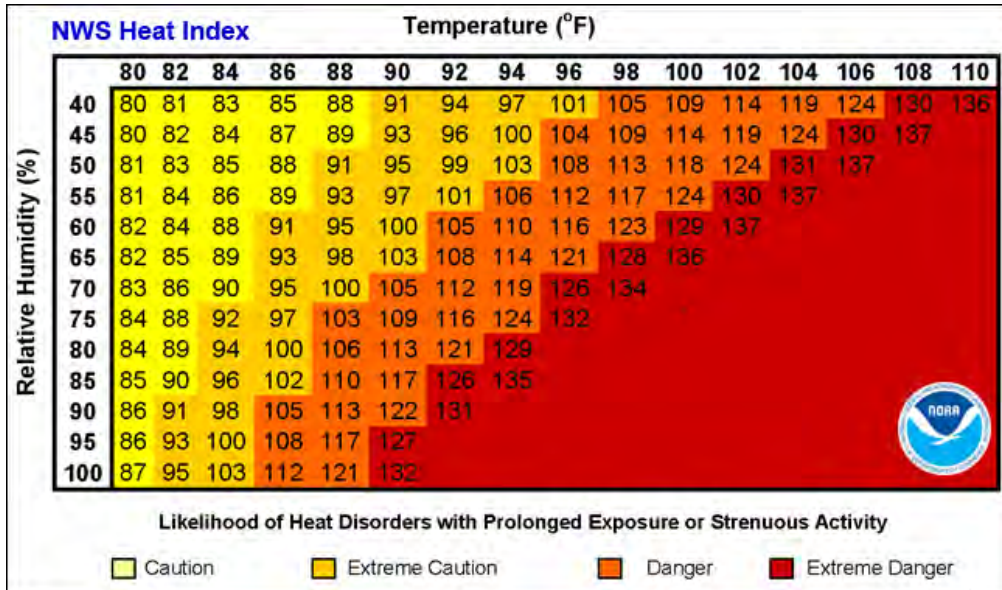 NWS Heat Index Temperature (°F)
80 82 84 86 88 90 92 94 96 98 100 102 104 106 108 110
Relative Humidity (%)
40 80 81 83 85 88 91 94 97 101 105 109 114 119 124 130 136
45 80 82 84 87 89 93 96 100 104 109 114 119 124 130 137
50 81 83 85 88 91 95 99 103 108 113 118 124 131 137
55 81 84 86 89 93 97 101 106 112 117 124 130 137
60 82 84 88 91 95 100 105 110 116 123 129 137
65 82 85 89 93 98 103 108 114 121 128 136
70 83 86 90 95 100 105 112 119 126 134
75 84 88 92 97 103 109 116 124 132
80 84 89 94 100 106 113 121 129
85 85 90 96 102 110 117 126 135
90 86 91 98 105 113 122 131
95 86 93 100 108 117 127
100 87 95 103 112 121 132
NOAA
Likelihood of Heat Disorders with Prolonged Exposure or Strenuous Activity
Caution Extreme Caution Danger Extreme Danger